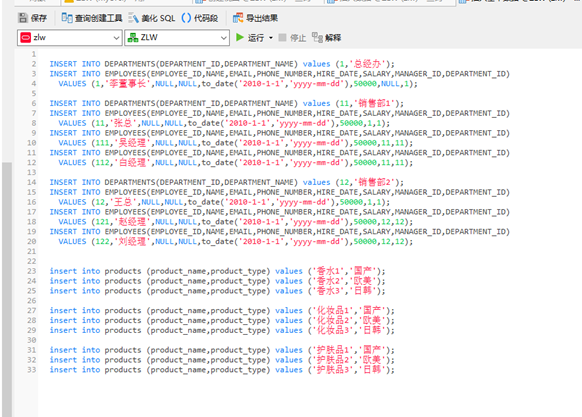 保存 查询创建工具 美化 SQL 代码段 导出结果
zlw ZLW 运行 停止 解释
1
2 INSERT INTO DEPARTMENTS(DEPARTMENT_ID,DEPARTMENT_NAME) values (1,'总经办');
3 INSERT INTO EMPLOYEES(EMPLOYEE_ID,NAME,EMAIL,PHONE_NUMBER,HIRE_DATE,SALARY,MANAGER_ID,DEPARTMENT_ID)
4 VALUES (1,'李董事长',NULL,NULL,to_date('2010-1-1','yyyy-mm-dd'),50000,NULL,1);
5
6 INSERT INTO DEPARTMENTS(DEPARTMENT_ID,DEPARTMENT_NAME) values (11,'销售部1');
7 INSERT INTO EMPLOYEES(EMPLOYEE_ID,NAME,EMAIL,PHONE_NUMBER,HIRE_DATE,SALARY,MANAGER_ID,DEPARTMENT_ID)
8 VALUES (11,'张总',NULL,NULL,to_date('2010-1-1','yyyy-mm-dd'),50000,1,1);
9 INSERT INTO EMPLOYEES(EMPLOYEE_ID,NAME,EMAIL,PHONE_NUMBER,HIRE_DATE,SALARY,MANAGER_ID,DEPARTMENT_ID)
10 VALUES (111,'吴经理',NULL,NULL,to_date('2010-1-1','yyyy-mm-dd'),50000,11,11);
11 INSERT INTO EMPLOYEES(EMPLOYEE_ID,NAME,EMAIL,PHONE_NUMBER,HIRE_DATE,SALARY,MANAGER_ID,DEPARTMENT_ID)
12 VALUES (112,'白经理',NULL,NULL,to_date('2010-1-1','yyyy-mm-dd'),50000,11,11);
13
14 INSERT INTO DEPARTMENTS(DEPARTMENT_ID,DEPARTMENT_NAME) values (12,'销售部2');
15 INSERT INTO EMPLOYEES(EMPLOYEE_ID,NAME,EMAIL,PHONE_NUMBER,HIRE_DATE,SALARY,MANAGER_ID,DEPARTMENT_ID)
16 VALUES (12,'王总',NULL,NULL,to_date('2010-1-1','yyyy-mm-dd'),50000,1,1);
17 INSERT INTO EMPLOYEES(EMPLOYEE_ID,NAME,EMAIL,PHONE_NUMBER,HIRE_DATE,SALARY,MANAGER_ID,DEPARTMENT_ID)
18 VALUES (121,'赵经理',NULL,NULL,to_date('2010-1-1','yyyy-mm-dd'),50000,12,12);
19 INSERT INTO EMPLOYEES(EMPLOYEE_ID,NAME,EMAIL,PHONE_NUMBER,HIRE_DATE,SALARY,MANAGER_ID,DEPARTMENT_ID)
20 VALUES (122,'刘经理',NULL,NULL,to_date('2010-1-1','yyyy-mm-dd'),50000,12,12);
21
22
23 insert into products (product_name,product_type) values ('香水1','国产');
24 insert into products (product_name,product_type) values ('香水2','欧美');
25 insert into products (product_name,product_type) values ('香水3','日韩');
26
27 insert into products (product_name,product_type) values ('化妆品1','国产');
28 insert into products (product_name,product_type) values ('化妆品2','欧美');
29 insert into products (product_name,product_type) values ('化妆品3','日韩');
30
31 insert into products (product_name,product_type) values ('护肤品1','国产');
32 insert into products (product_name,product_type) values ('护肤品2','欧美');
33 insert into products (product_name,product_type) values ('护肤品3','日韩');